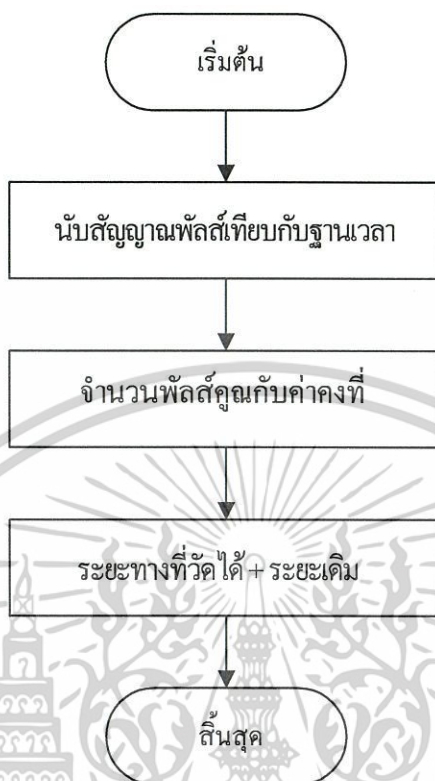 เริ่มต้น
นับสัญญาณพัลส์เทียบกับฐานเวลา
จำนวนพัลส์คูณกับค่าคงที่
ระยะทางที่วัดได้ + ระยะเดิม
สิ้นสุด